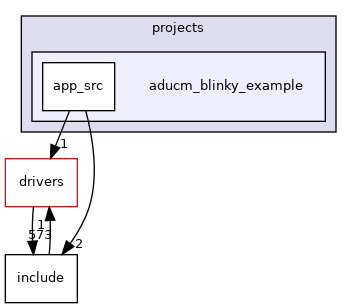 projects
app_src
aducm_blinky_example
1
drivers
1
573
2
include